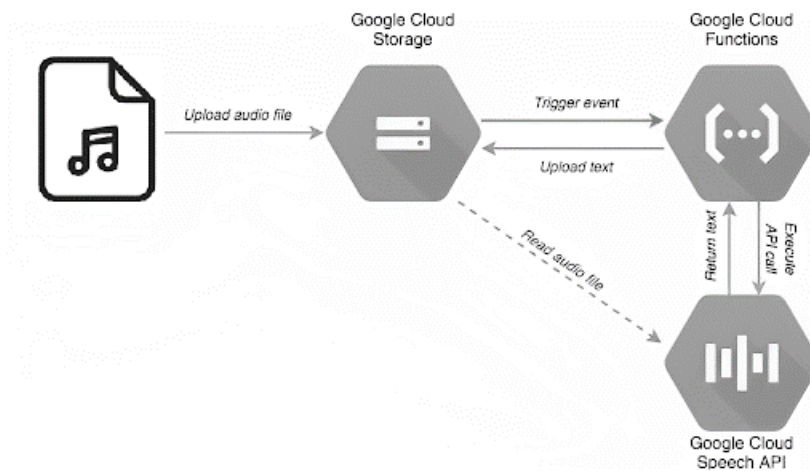 Google Cloud
Storage
Google Cloud
Functions
Upload audio file
Trigger event
Upload text
Read audio file
Return text
Execute
API call
Google Cloud
Speech API